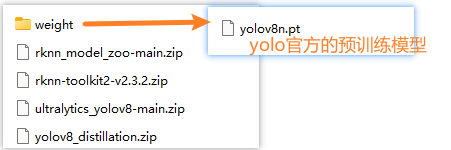 weight
rknn_model_zoo-main.zip
rknn-toolkit2-v2.3.2.zip
ultralytics_yolov8-main.zip
yolov8_distillation.zip
yolov8n.pt
yolo官方的预训练模型